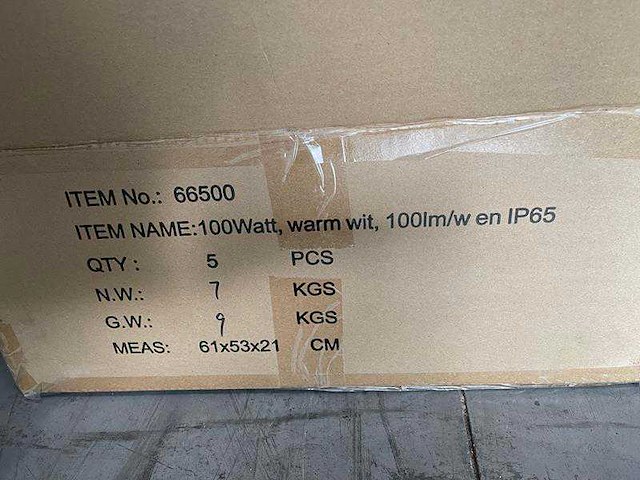 ITEM No.: 66500
ITEM NAME:100Watt, warm wit, 100lm/w en IP65
QTY : 5 PCS
N.W.: 7 KGS
G.W.: 9 KGS
MEAS: 61x53x21 CM